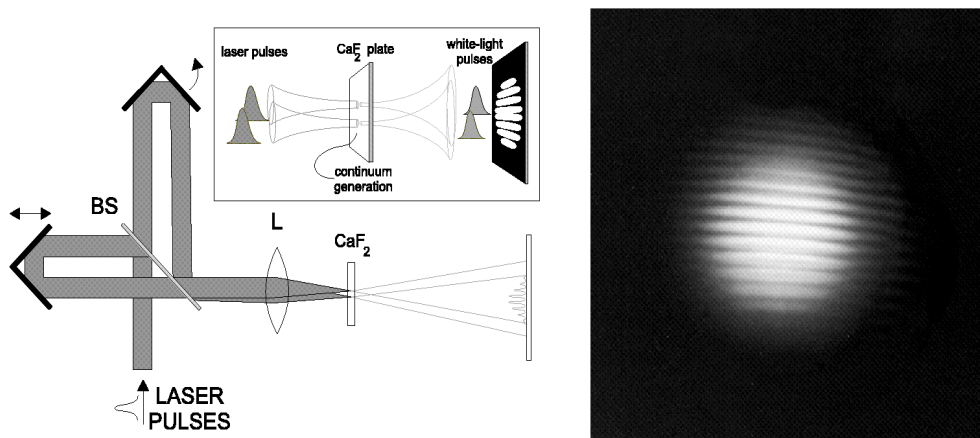 laser pulses
CaF2 plate
white-light
pulses
continuum
generation
BS
L
CaF2
LASER
PULSES